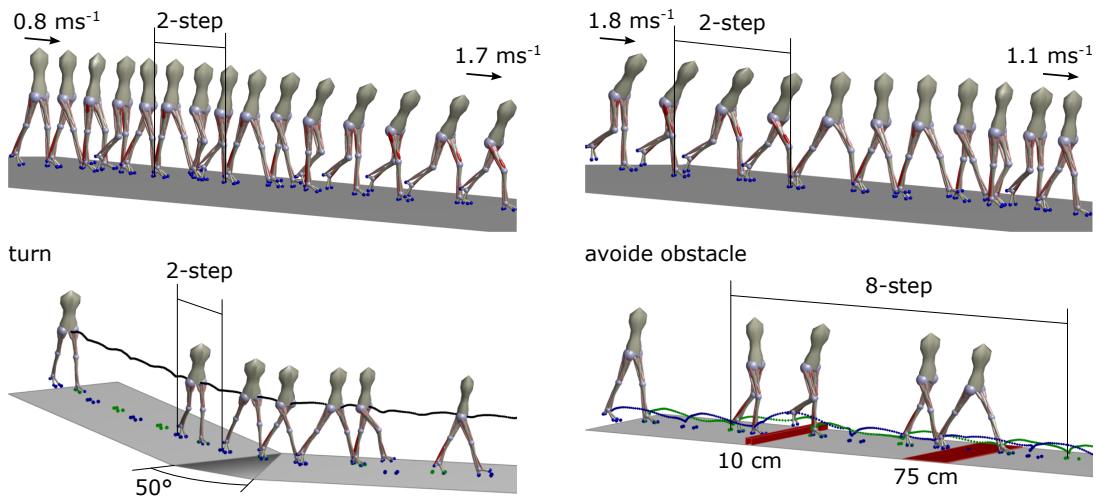 0.8 ms⁻¹
2-step
1.7 ms⁻¹
1.8 ms⁻¹
2-step
1.1 ms⁻¹
turn
2-step
50°
avoide obstacle
8-step
10 cm
75 cm